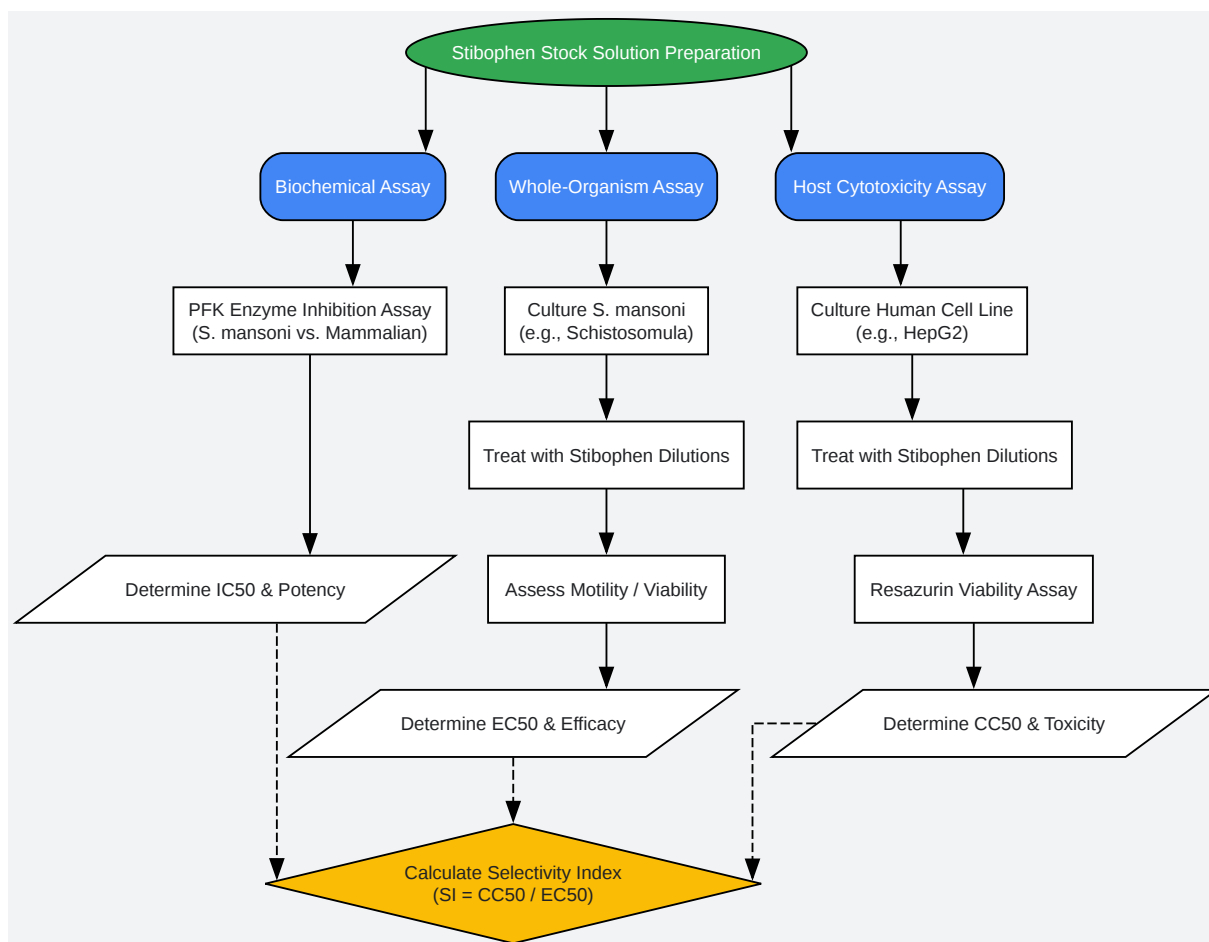 Stibophen Stock Solution Preparation
Biochemical Assay
Whole-Organism Assay
Host Cytotoxicity Assay
PFK Enzyme Inhibition Assay
(S. mansoni vs. Mammalian)
Culture S. mansoni
(e.g., Schistosomula)
Culture Human Cell Line
(e.g., HepG2)
Treat with Stibophen Dilutions
Treat with Stibophen Dilutions
Determine IC50 & Potency
Assess Motility / Viability
Resazurin Viability Assay
Determine EC50 & Efficacy
Determine CC50 & Toxicity
Calculate Selectivity Index
(SI = CC50 / EC50)